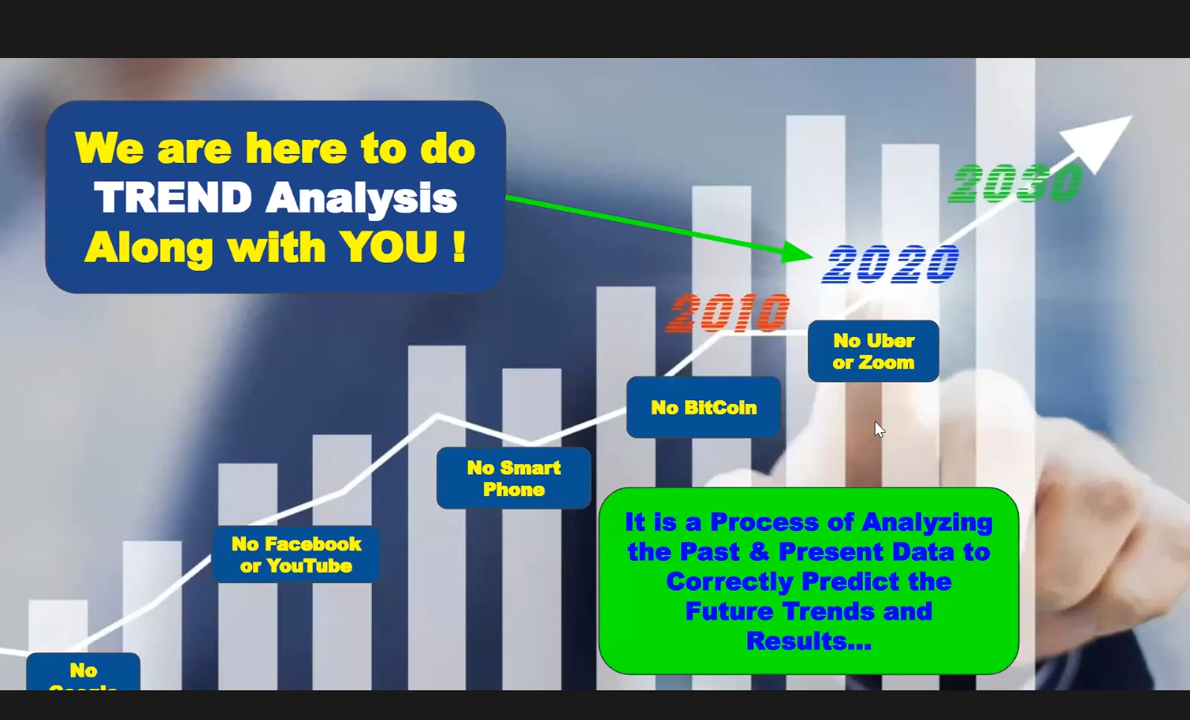 We are here to do
TREND Analysis
Along with YOU !
2030
2020
2010
No Uber
or Zoom
No BitCoin
No Smart
Phone
It is a Process of Analyzing
the Past & Present Data to
Correctly Predict the
Future Trends and
Results...
No Facebook
or YouTube
No
Google